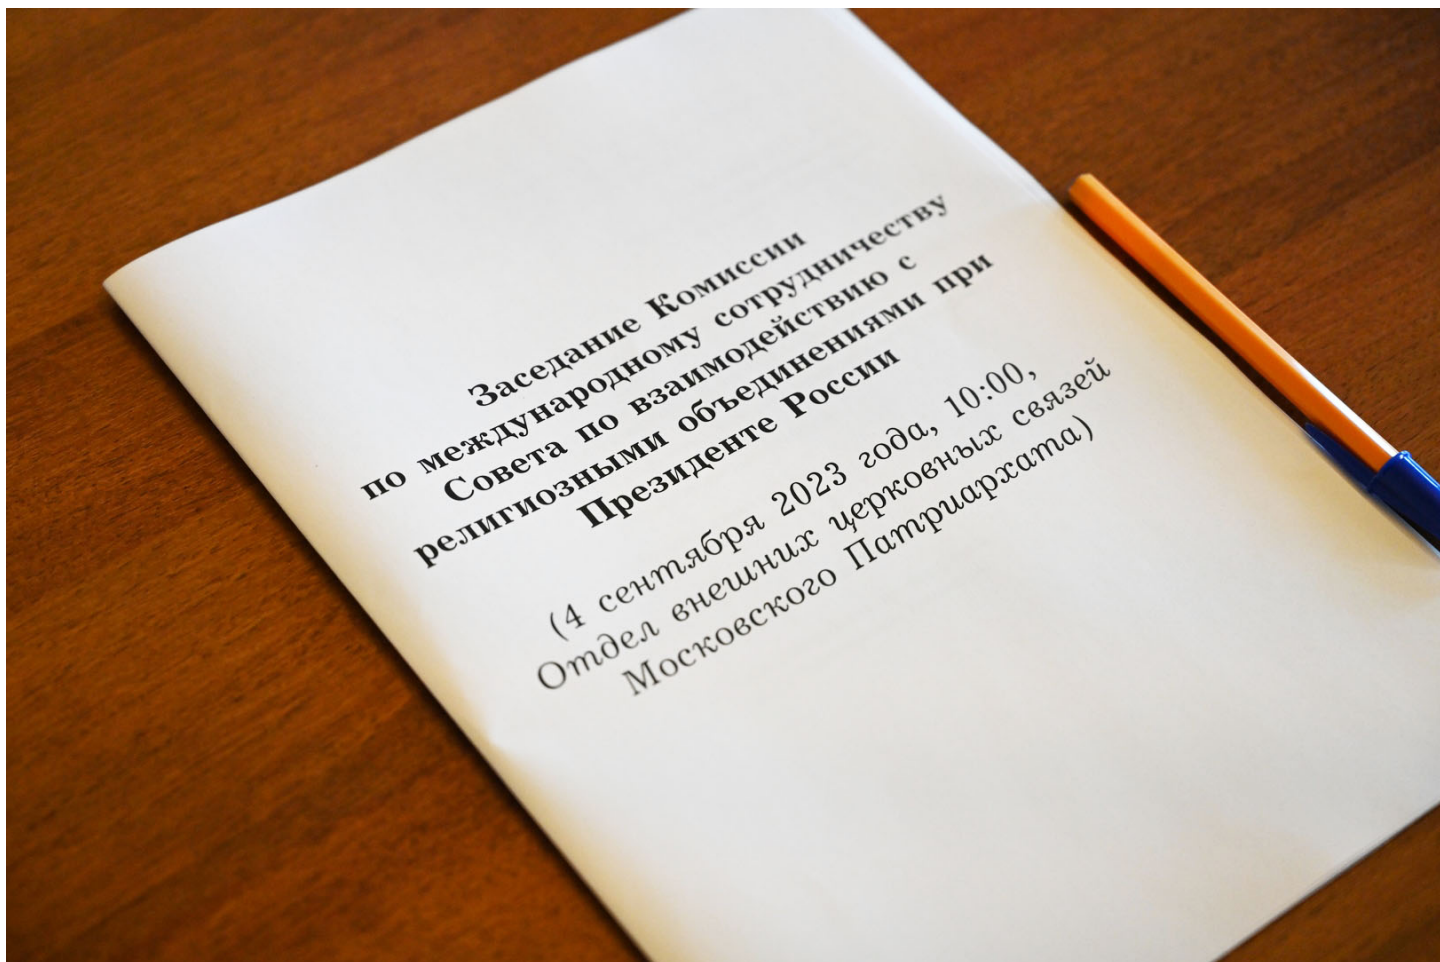 Заседание Комиссии
по международному сотрудничеству
Совета по взаимодействию с
религиозными объединениями при
Президенте России
(4 сентября 2023 года, 10:00,
Отдел внешних церковных связей
Московского Патриархата)